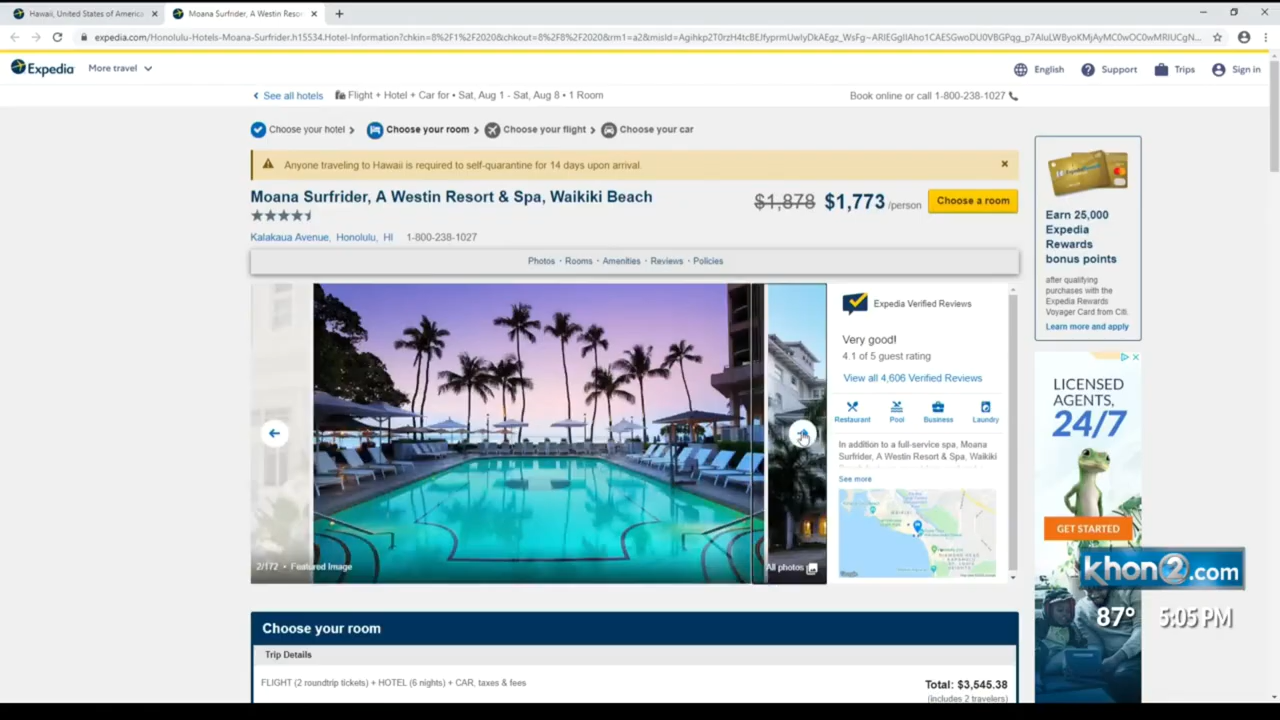 Hawaii, United States of America
Moana Surfrider, A Westin Resor
expedia.com/Honolulu-Hotels-Moana-Surfrider.h15534.Hotel-Information?chkin=8%2F1%2F2020&chkout=8%2F8%2F2020&rm1=a2&misId=
Expedia
More travel
English
Support
Trips
Sign in
See all hotels
Flight + Hotel + Car for • Sat, Aug 1 - Sat, Aug 8 • 1 Room
Book online or call 1-800-238-1027
Choose your hotel
Choose your room
Choose your flight
Choose your car
Anyone traveling to Hawaii is required to self-quarantine for 14 days upon arrival.
Moana Surfrider, A Westin Resort & Spa, Waikiki Beach
$1,878 $1,773 /person
Choose a room
Kalakaua Avenue, Honolulu, HI 1-800-238-1027
Photos · Rooms · Amenities · Reviews · Policies
2/172 • Featured Image
All photos
Expedia Verified Reviews
Very good!
4.1 of 5 guest rating
View all 4,606 Verified Reviews
Restaurant
Pool
Business
Laundry
In addition to a full-service spa, Moana
Surfrider, A Westin Resort & Spa, Waikiki
See more
Earn 25,000
Expedia
Rewards
bonus points
after qualifying
purchases with the
Expedia Rewards
Voyager Card from Citi.
Learn more and apply
LICENSED
AGENTS,
24/7
GET STARTED
khon2.com
87° 5:05 PM
Choose your room
Trip Details
FLIGHT (2 roundtrip tickets) + HOTEL (6 nights) + CAR, taxes & fees
Total: $3,545.38
(includes 2 travelers)